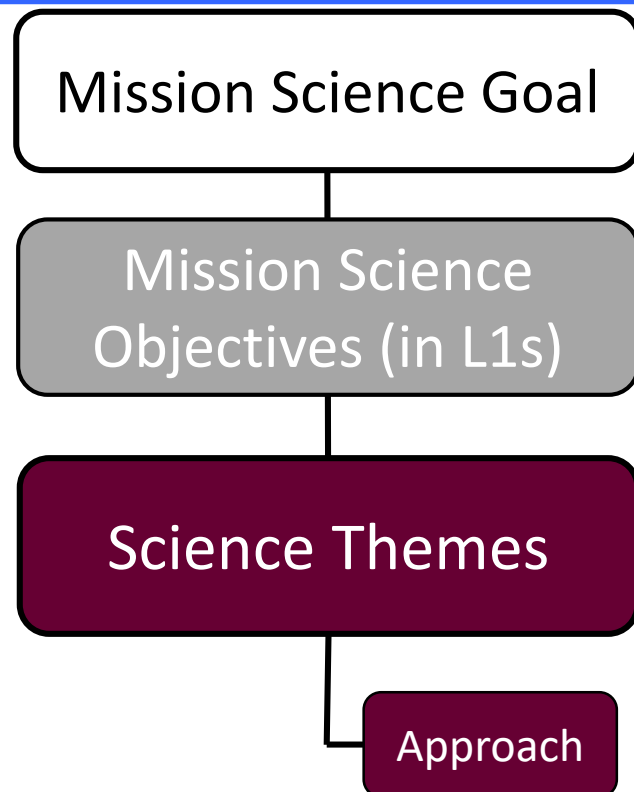 Mission Science Goal
Mission Science
Objectives (in L1s)
Science Themes
Approach